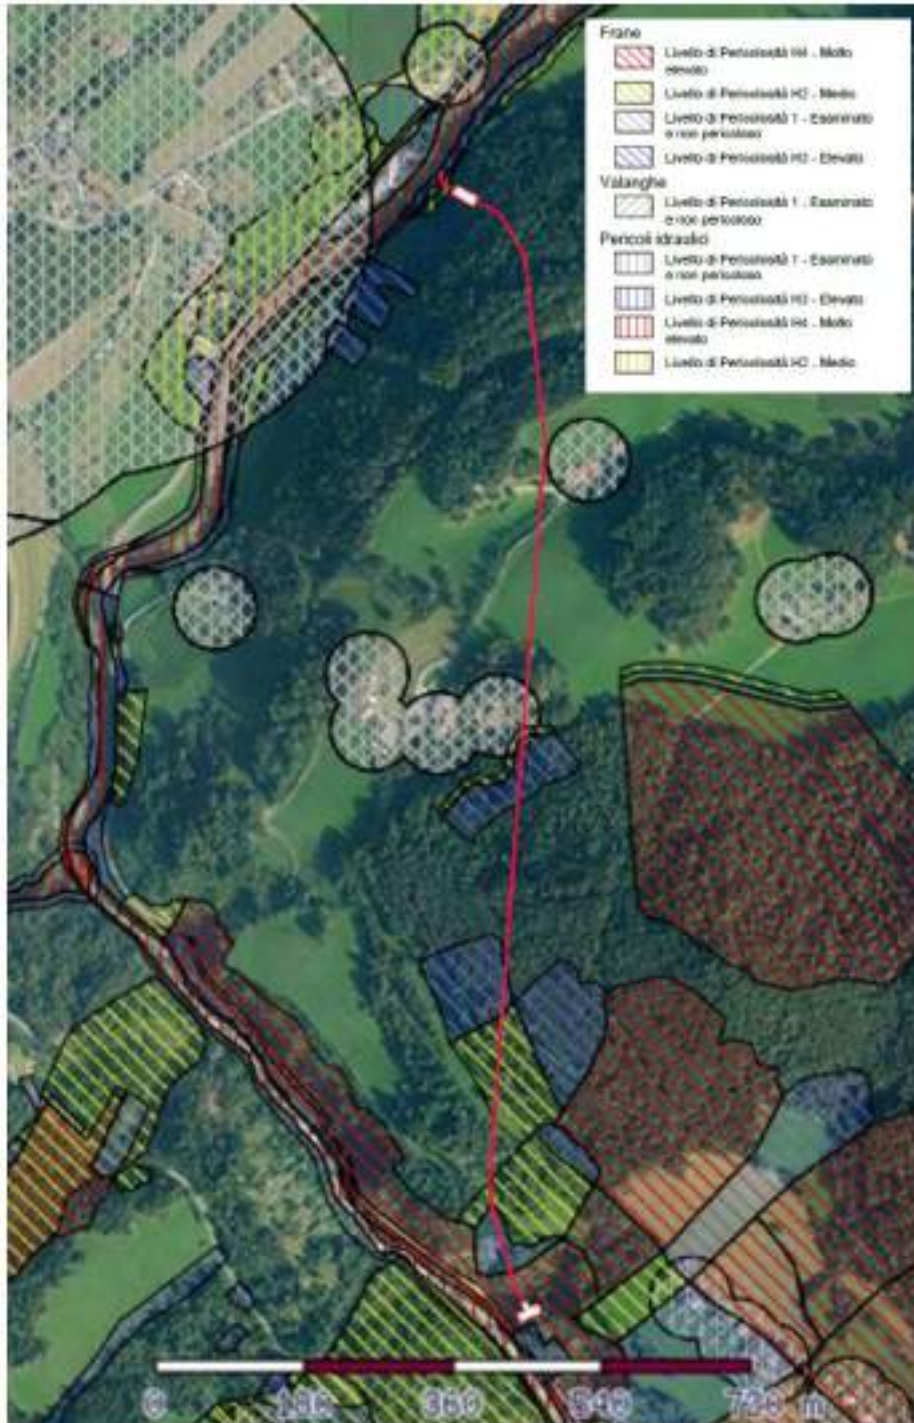 Frane
Livello di Pericolosità H4 - Molto
elevato
Livello di Pericolosità H2 - Medio
Livello di Pericolosità 1 - Esaminato
e non pericoloso
Livello di Pericolosità H3 - Elevato
Valanghe
Livello di Pericolosità 1 - Esaminato
e non pericoloso
Pericoli idraulici
Livello di Pericolosità 1 - Esaminato
e non pericoloso
Livello di Pericolosità H3 - Elevato
Livello di Pericolosità H4 - Molto
elevato
Livello di Pericolosità H2 - Medio
0 180 360 540 720 m